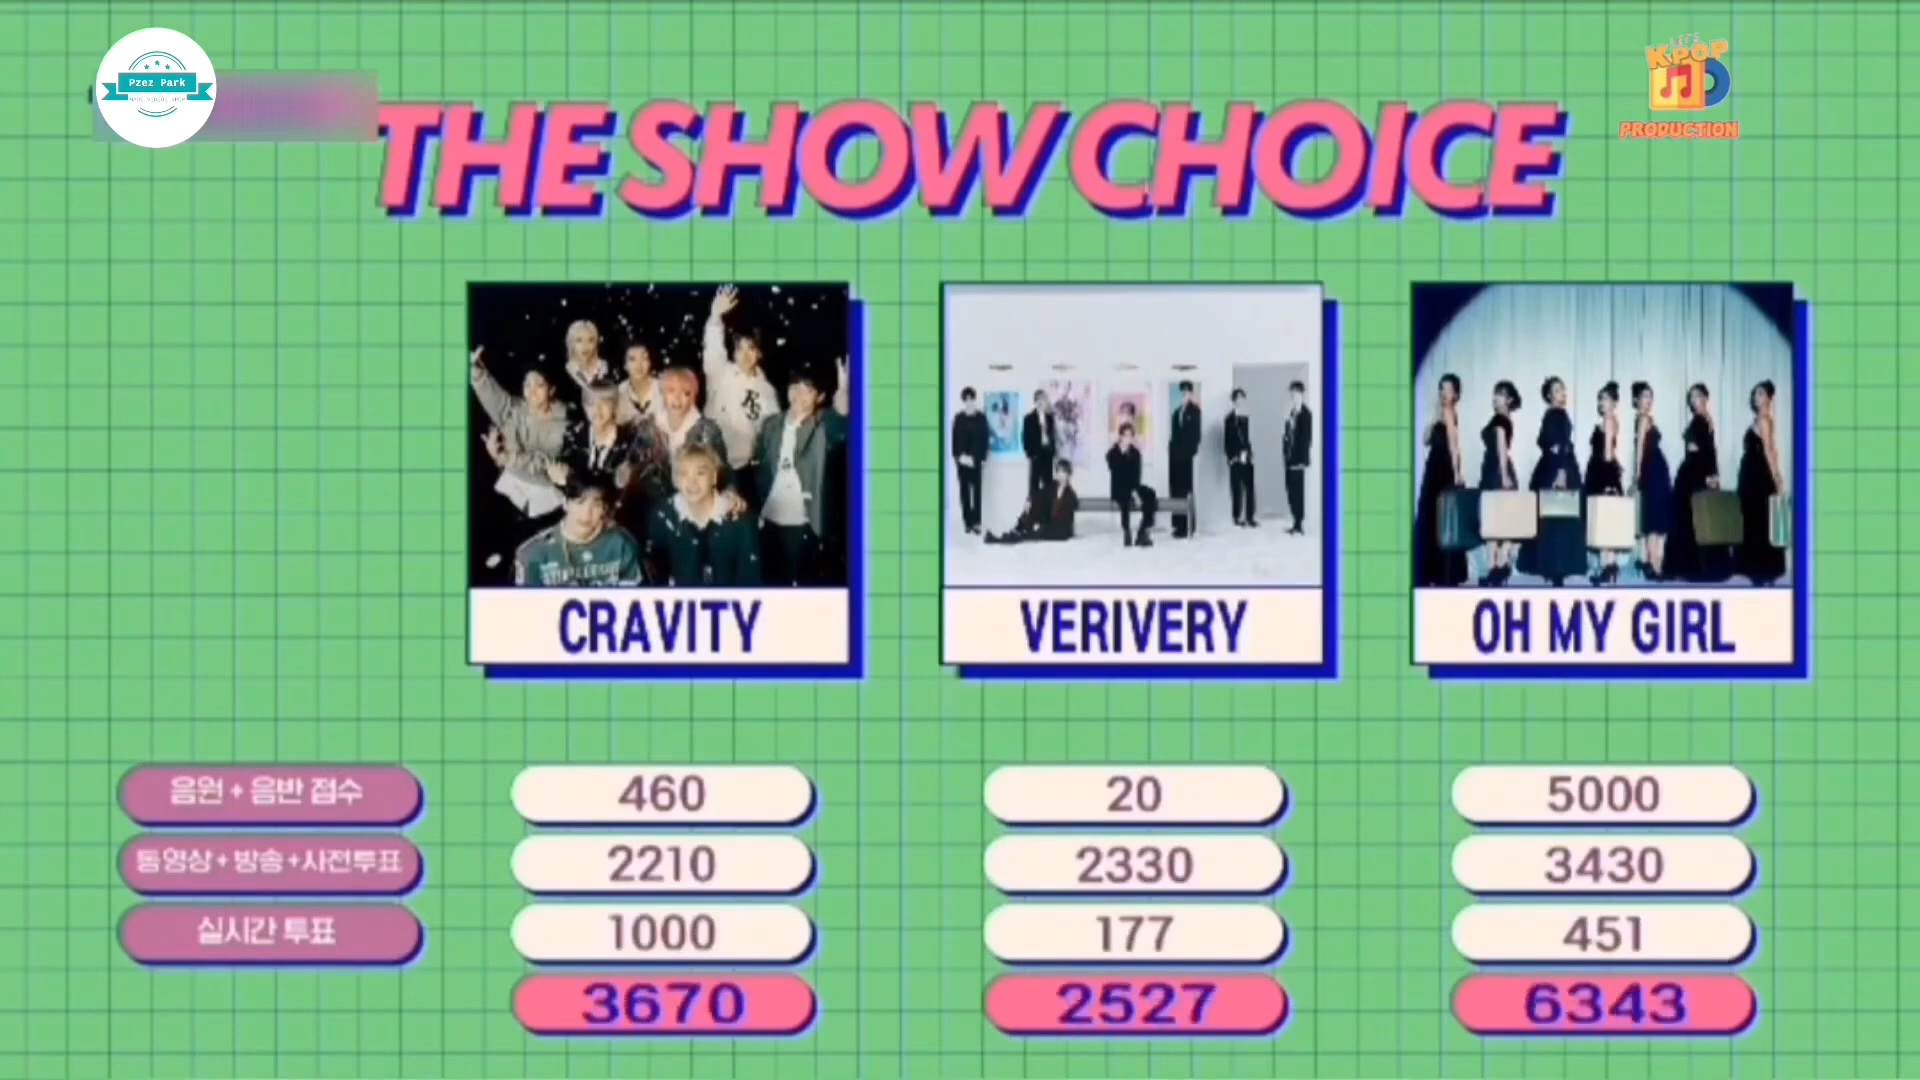 Pzez Park
LET'S
KPOP
PRODUCTION
THE SHOW CHOICE
CRAVITY
VERIVERY
OH MY GIRL
음원 + 음반 점수 460 20 5000
동영상 + 방송 + 사전투표 2210 2330 3430
실시간 투표 1000 177 451
3670 2527 6343